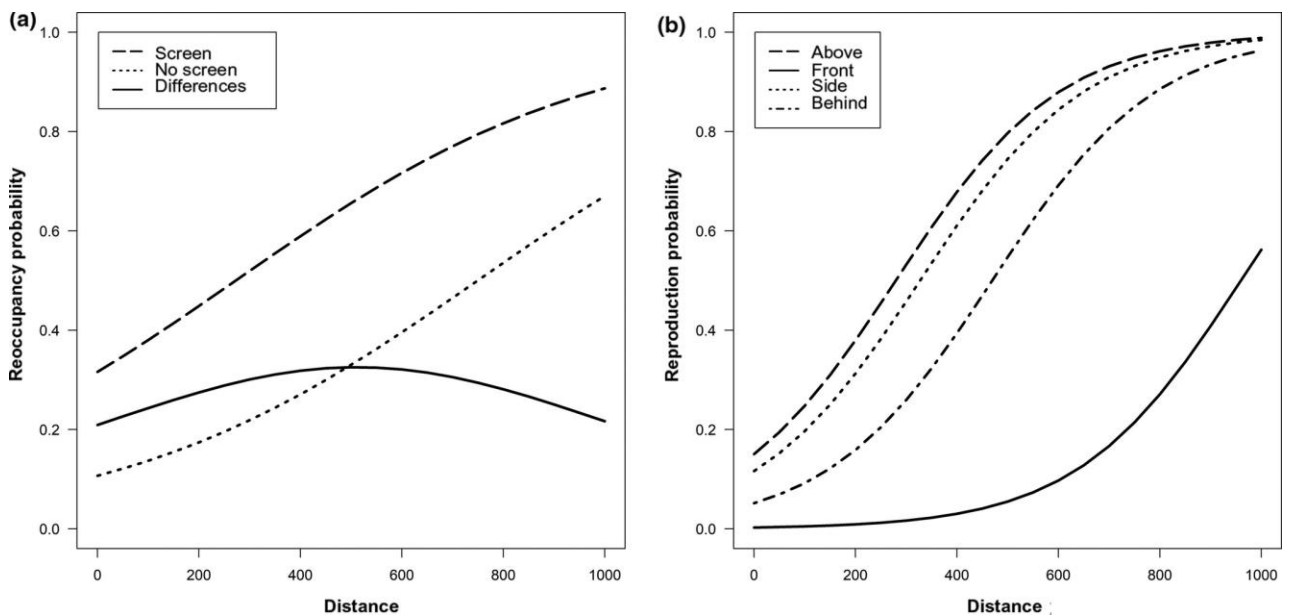 (a)
Screen
No screen
Differences
Reoccupancy probability
1.0
0.8
0.6
0.4
0.2
0.0
0
200
400
600
800
1000
Distance
(b)
Above
Front
Side
Behind
Reproduction probability
1.0
0.8
0.6
0.4
0.2
0.0
0
200
400
600
800
1000
Distance